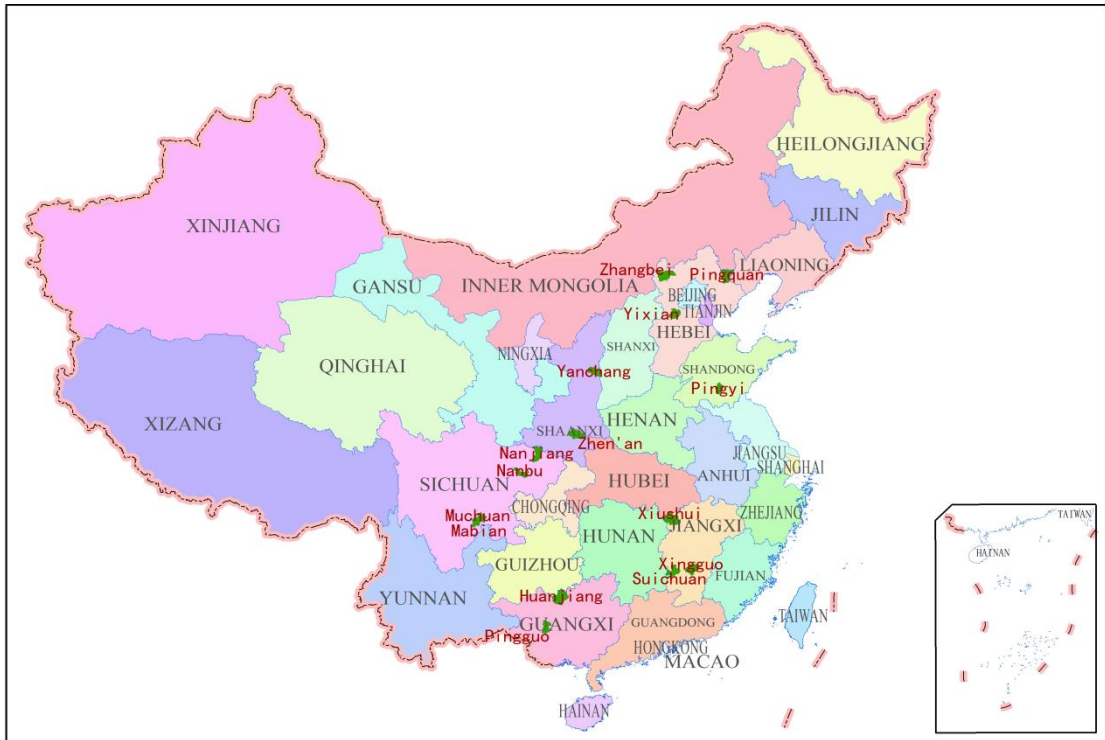 HEILONGJIANG
JILIN
XINJIANG
LIAONING
Zhangbei
Pingquan
GANSU
INNER MONGOLIA
BEIJING
Yixian
TIANJIN
HEBEI
SHANXI
NINGXIA
QINGHAI
Yanchang
SHANDONG
Pingyi
XIZANG
HENAN
SHAANXI
Zhen'an
Nanjiang
JIANGSU
SHANGHAI
Nanbu
ANHUI
SICHUAN
HUBEI
CHONGQING
Muchuan
Mabian
Xiushui
ZHEJIANG
JIANGXI
HUNAN
GUIZHOU
Xingguo
Suichuan
FUJIAN
YUNNAN
Huanjiang
GUANGXI
Pingguo
GUANGDONG
TAIWAN
HONGKONG
MACAO
HAINAN
TAIWAN
HAINAN